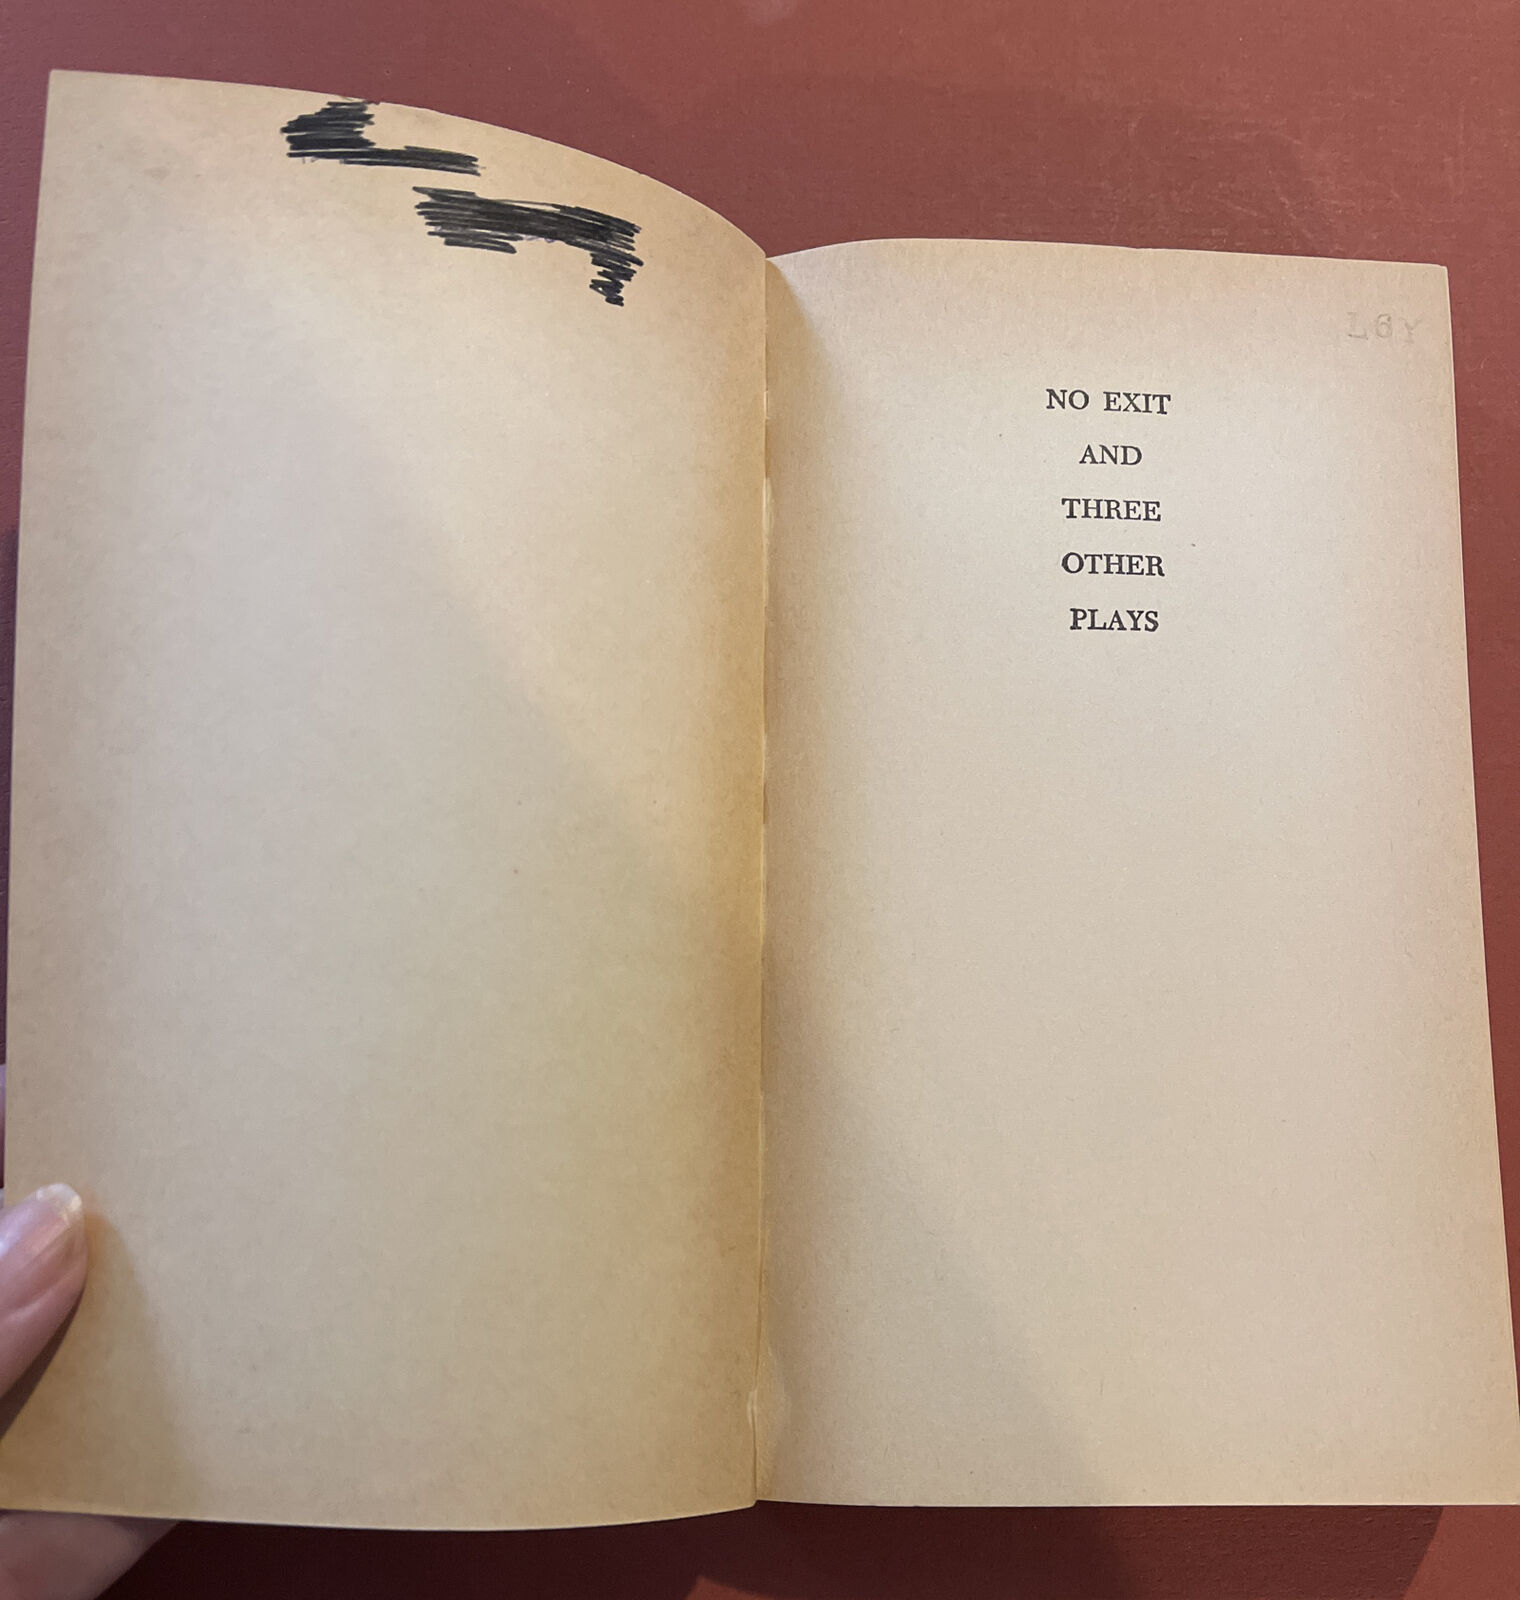 L6Y
NO EXIT
AND
THREE
OTHER
PLAYS